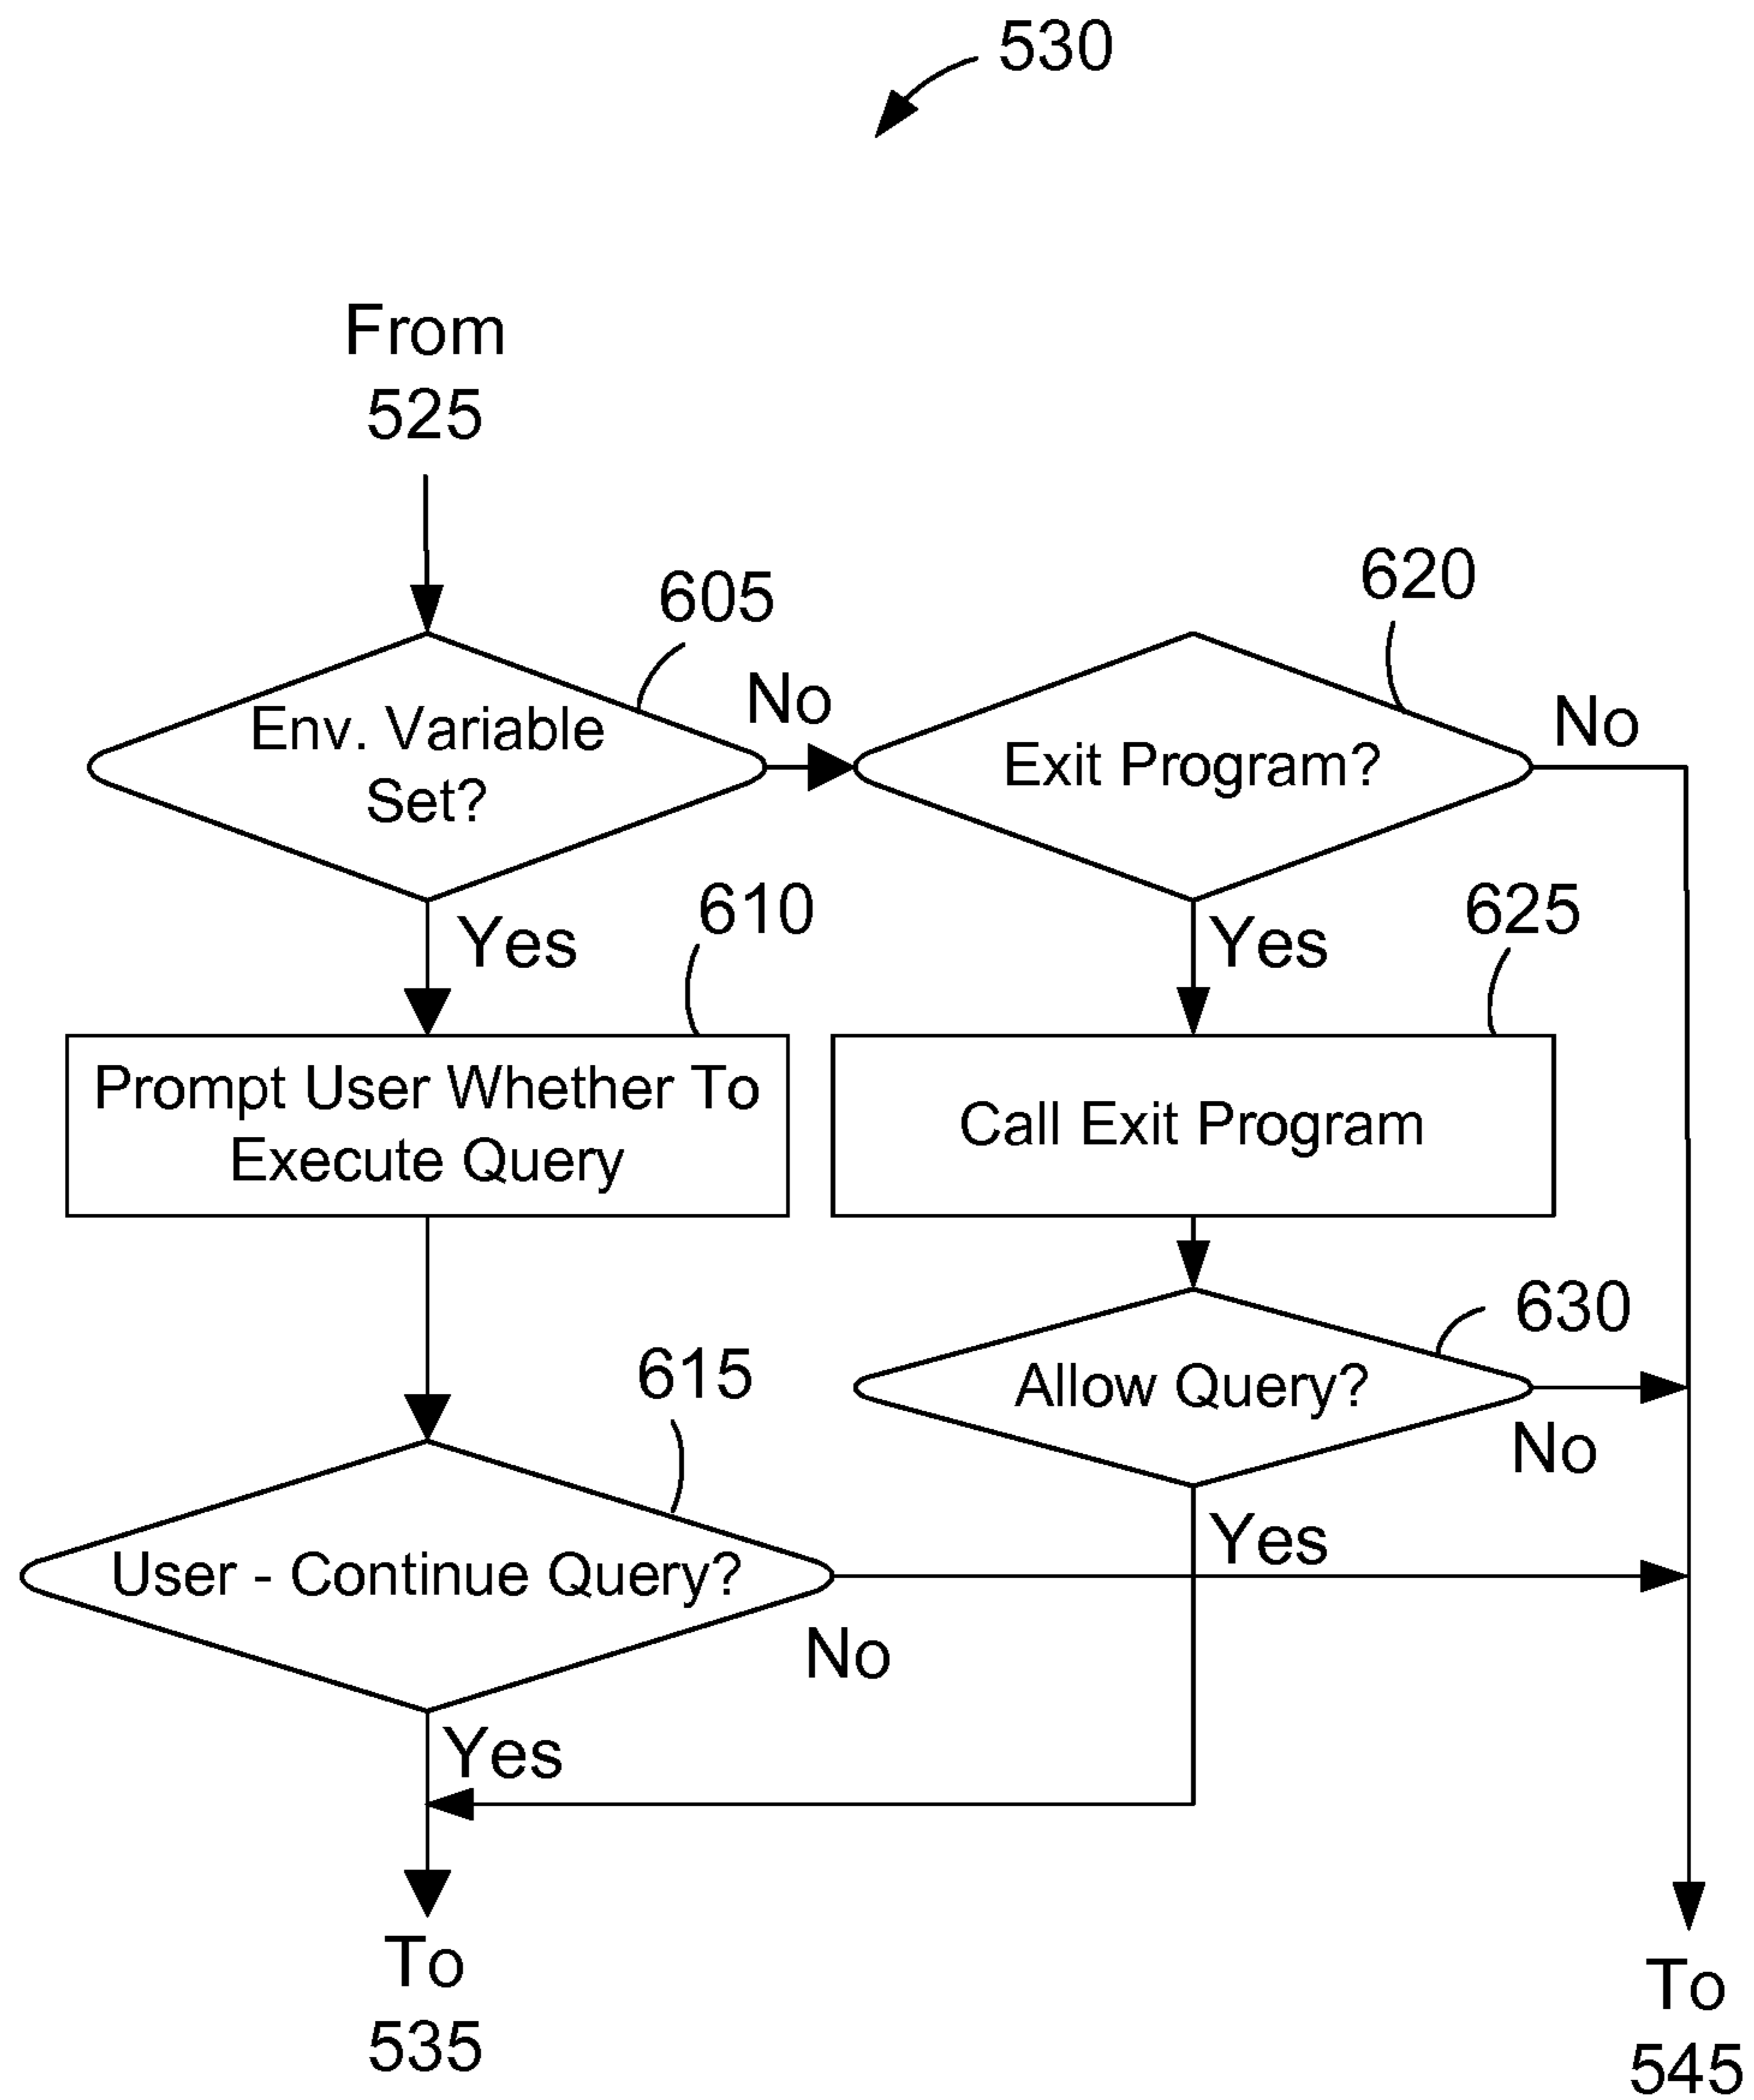 530
From
525
605
620
No
No
Env. Variable
Set?
Exit Program?
610
625
Yes
Yes
Prompt User Whether To
Execute Query
Call Exit Program
630
615
Allow Query?
No
Yes
User - Continue Query?
No
Yes
To
535
To
545